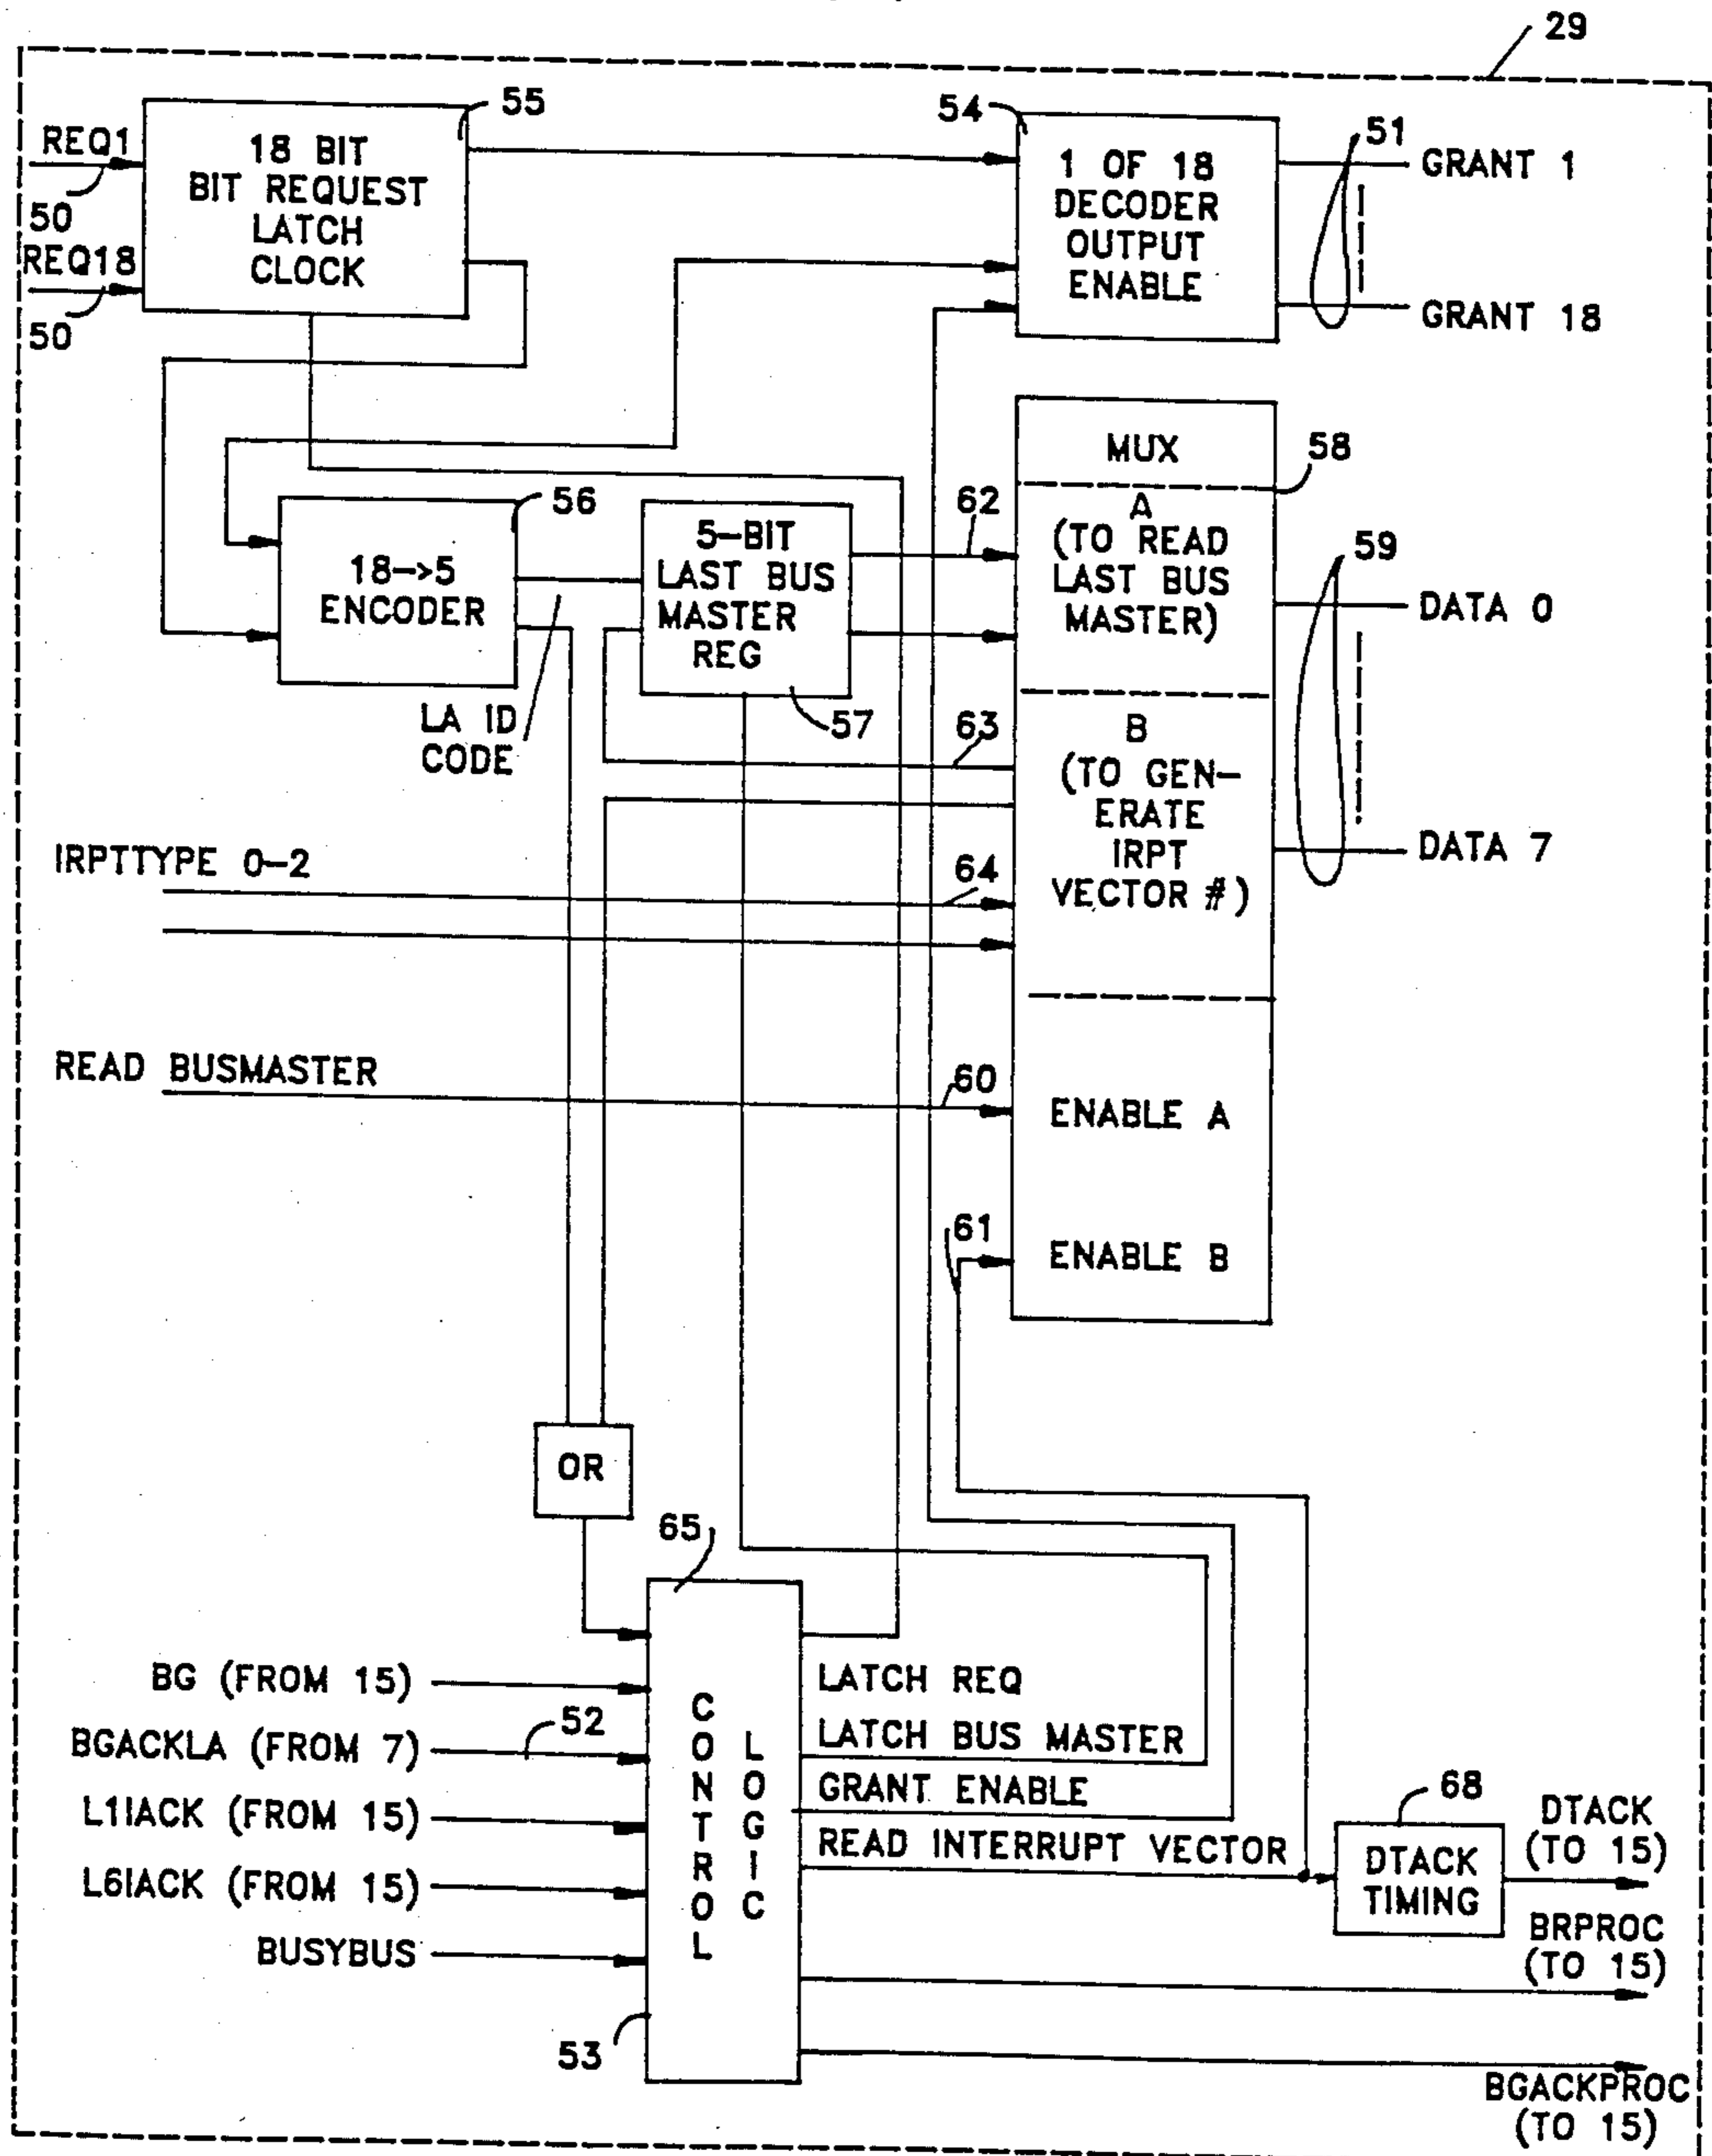 29
55
54
51
REQ1
18 BIT
BIT REQUEST
LATCH
CLOCK
1 OF 18
DECODER
OUTPUT
ENABLE
GRANT 1
50
REQ18
50
GRANT 18
MUX
58
56
5-BIT
LAST BUS
MASTER
REG
62
A
(TO READ
LAST BUS
MASTER)
59
18->5
ENCODER
DATA 0
LA ID
CODE
57
63
B
(TO GEN-
ERATE
IRPT
VECTOR #)
DATA 7
IRPTTYPE 0-2
64
READ BUSMASTER
60
ENABLE A
61
ENABLE B
OR
65
BG (FROM 15)
LATCH REQ
BGACKLA (FROM 7)
52
CONTROL
LOGIC
LATCH BUS MASTER
L1IACK (FROM 15)
GRANT ENABLE
68
DTACK
(TO 15)
L6IACK (FROM 15)
READ INTERRUPT VECTOR
DTACK
TIMING
BUSYBUS
BRPROC
(TO 15)
53
BGACKPROC
(TO 15)